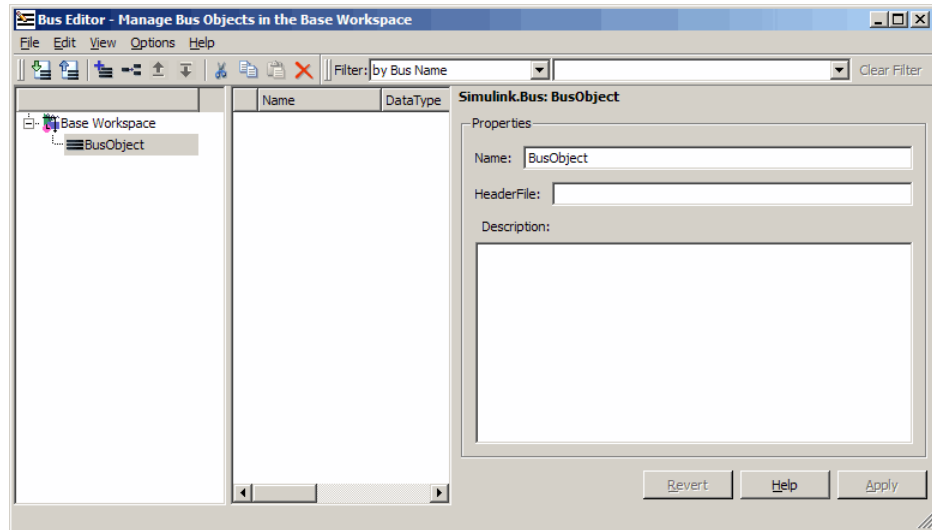 Bus Editor - Manage Bus Objects in the Base Workspace
File Edit View Options Help
Filter: by Bus Name Clear Filter
Name DataType
Simulink.Bus: BusObject
Base Workspace
BusObject
Properties
Name: BusObject
HeaderFile:
Description:
Revert Help Apply